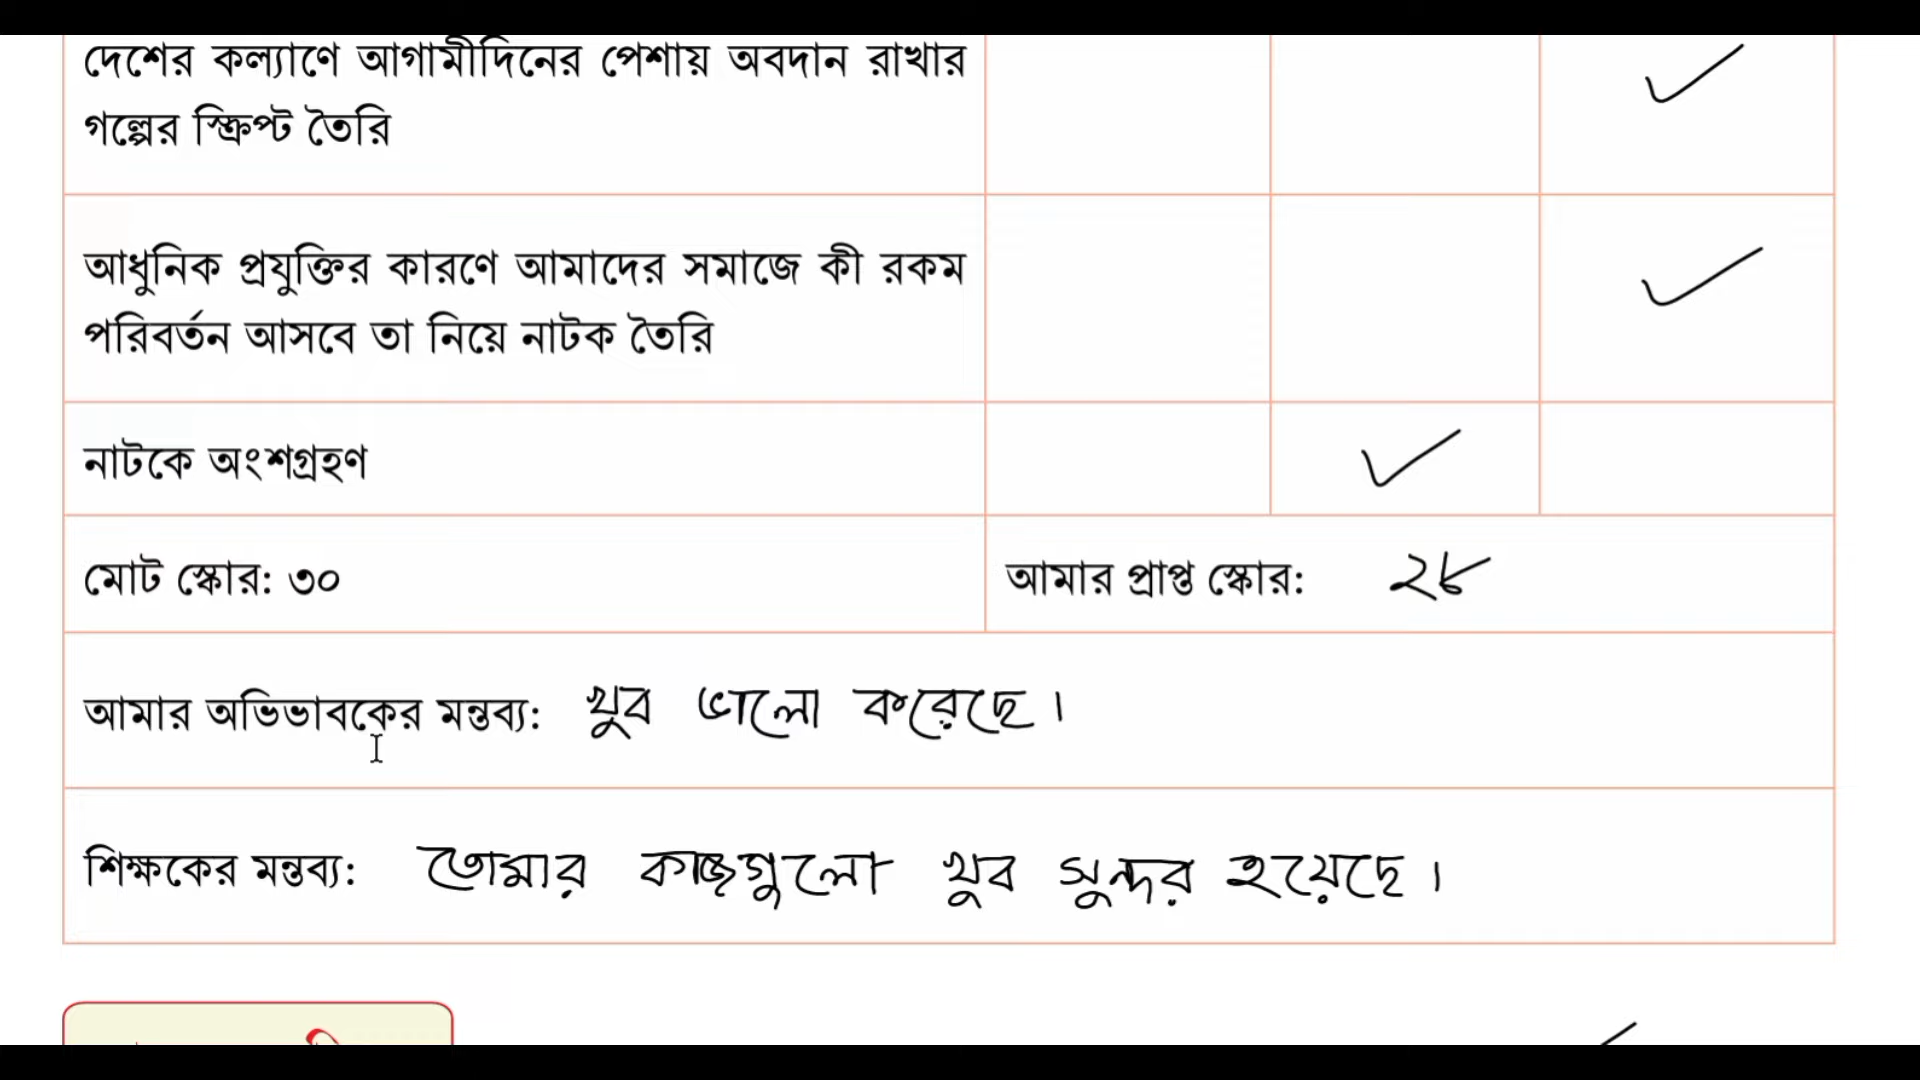 দেশের কল্যাণে আগামীদিনের পেশায় অবদান রাখার
গল্পের স্ক্রিপ্ট তৈরি
আধুনিক প্রযুক্তির কারণে আমাদের সমাজে কী রকম
পরিবর্তন আসবে তা নিয়ে নাটক তৈরি
নাটকে অংশগ্রহণ
মোট স্কোর: ৩০
আমার প্রাপ্ত স্কোর: ২৮
আমার অভিভাবকের মন্তব্য: খুব ভালো করেছে।
শিক্ষকের মন্তব্য: তোমার কাজগুলো খুব সুন্দর হয়েছে।